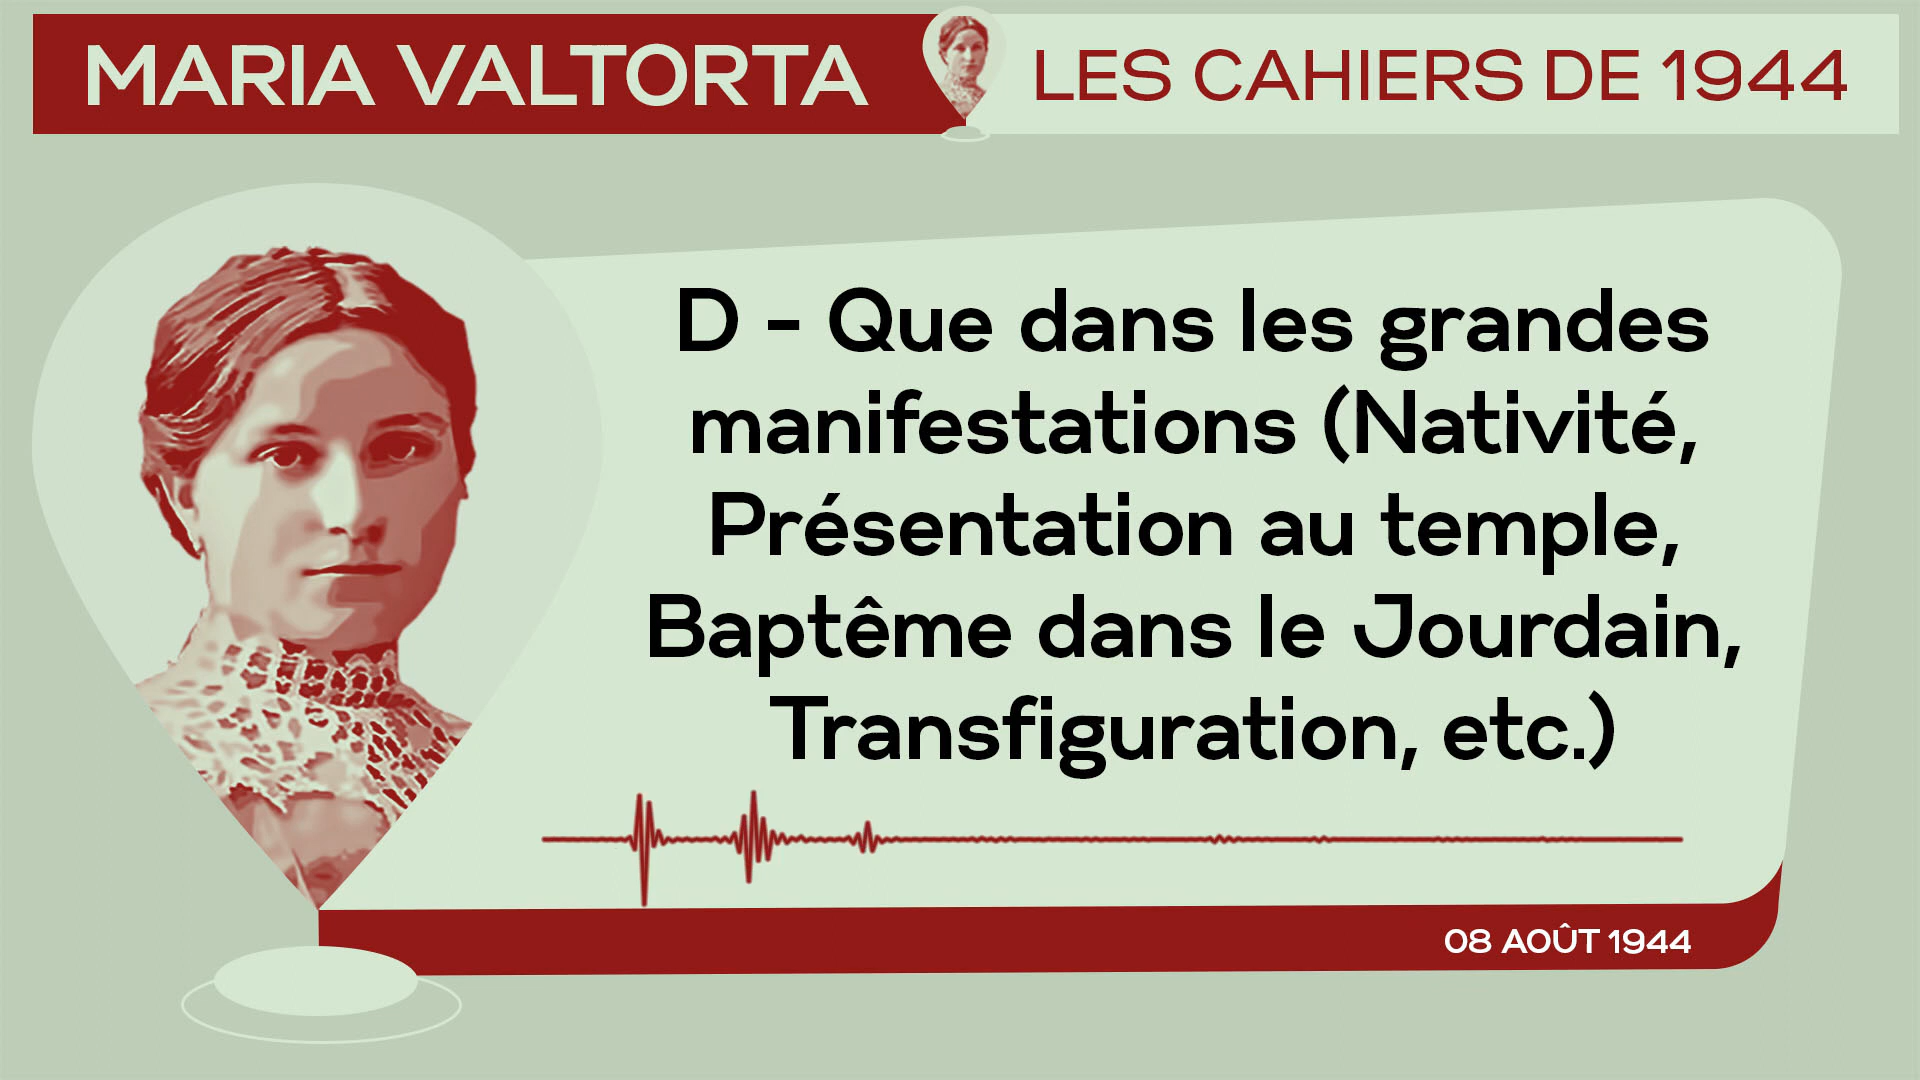 MARIA VALTORTA
LES CAHIERS DE 1944
D - Que dans les grandes
manifestations (Nativité,
Présentation au temple,
Baptême dans le Jourdain,
Transfiguration, etc.)
08 AOÛT 1944